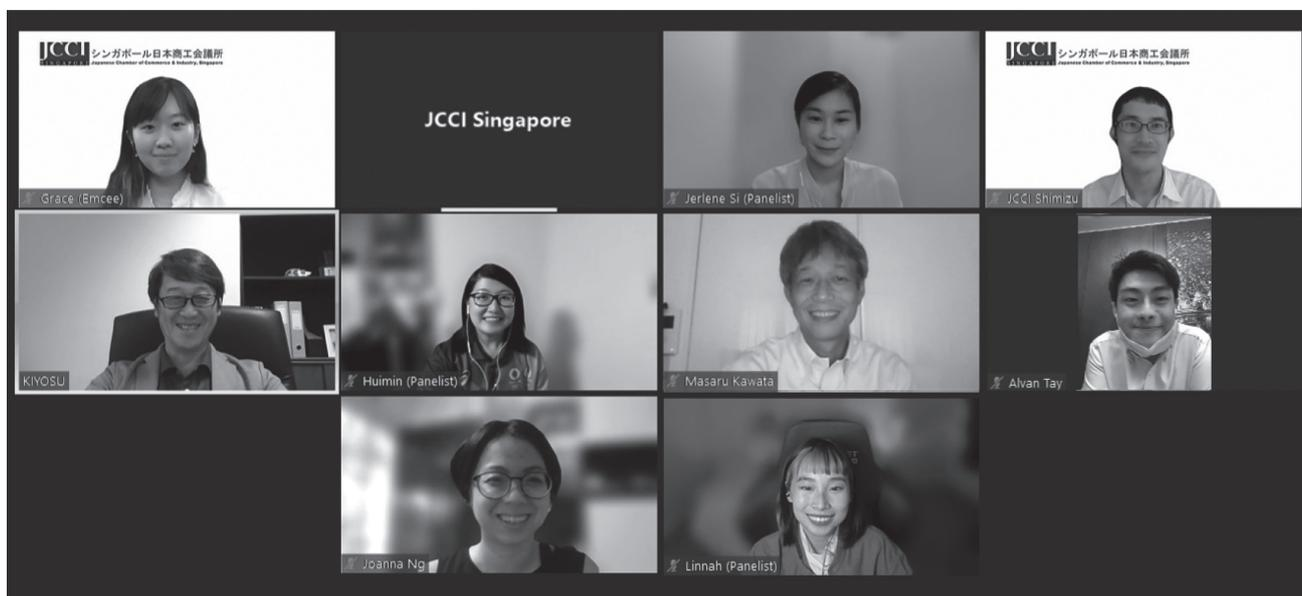 JCCI シンガポール日本商工会議所
SINGAPORE Japanese Chamber of Commerce & Industry, Singapore
Grace (Emcee)
JCCI Singapore
Jerlene Si (Panelist)
JCCI シンガポール日本商工会議所
SINGAPORE Japanese Chamber of Commerce & Industry, Singapore
JCCI Shimizu
KIYOSU
Huimin (Panelist)
Masaru Kawata
Alvan Tay
Joanna Ng
Linnah (Panelist)